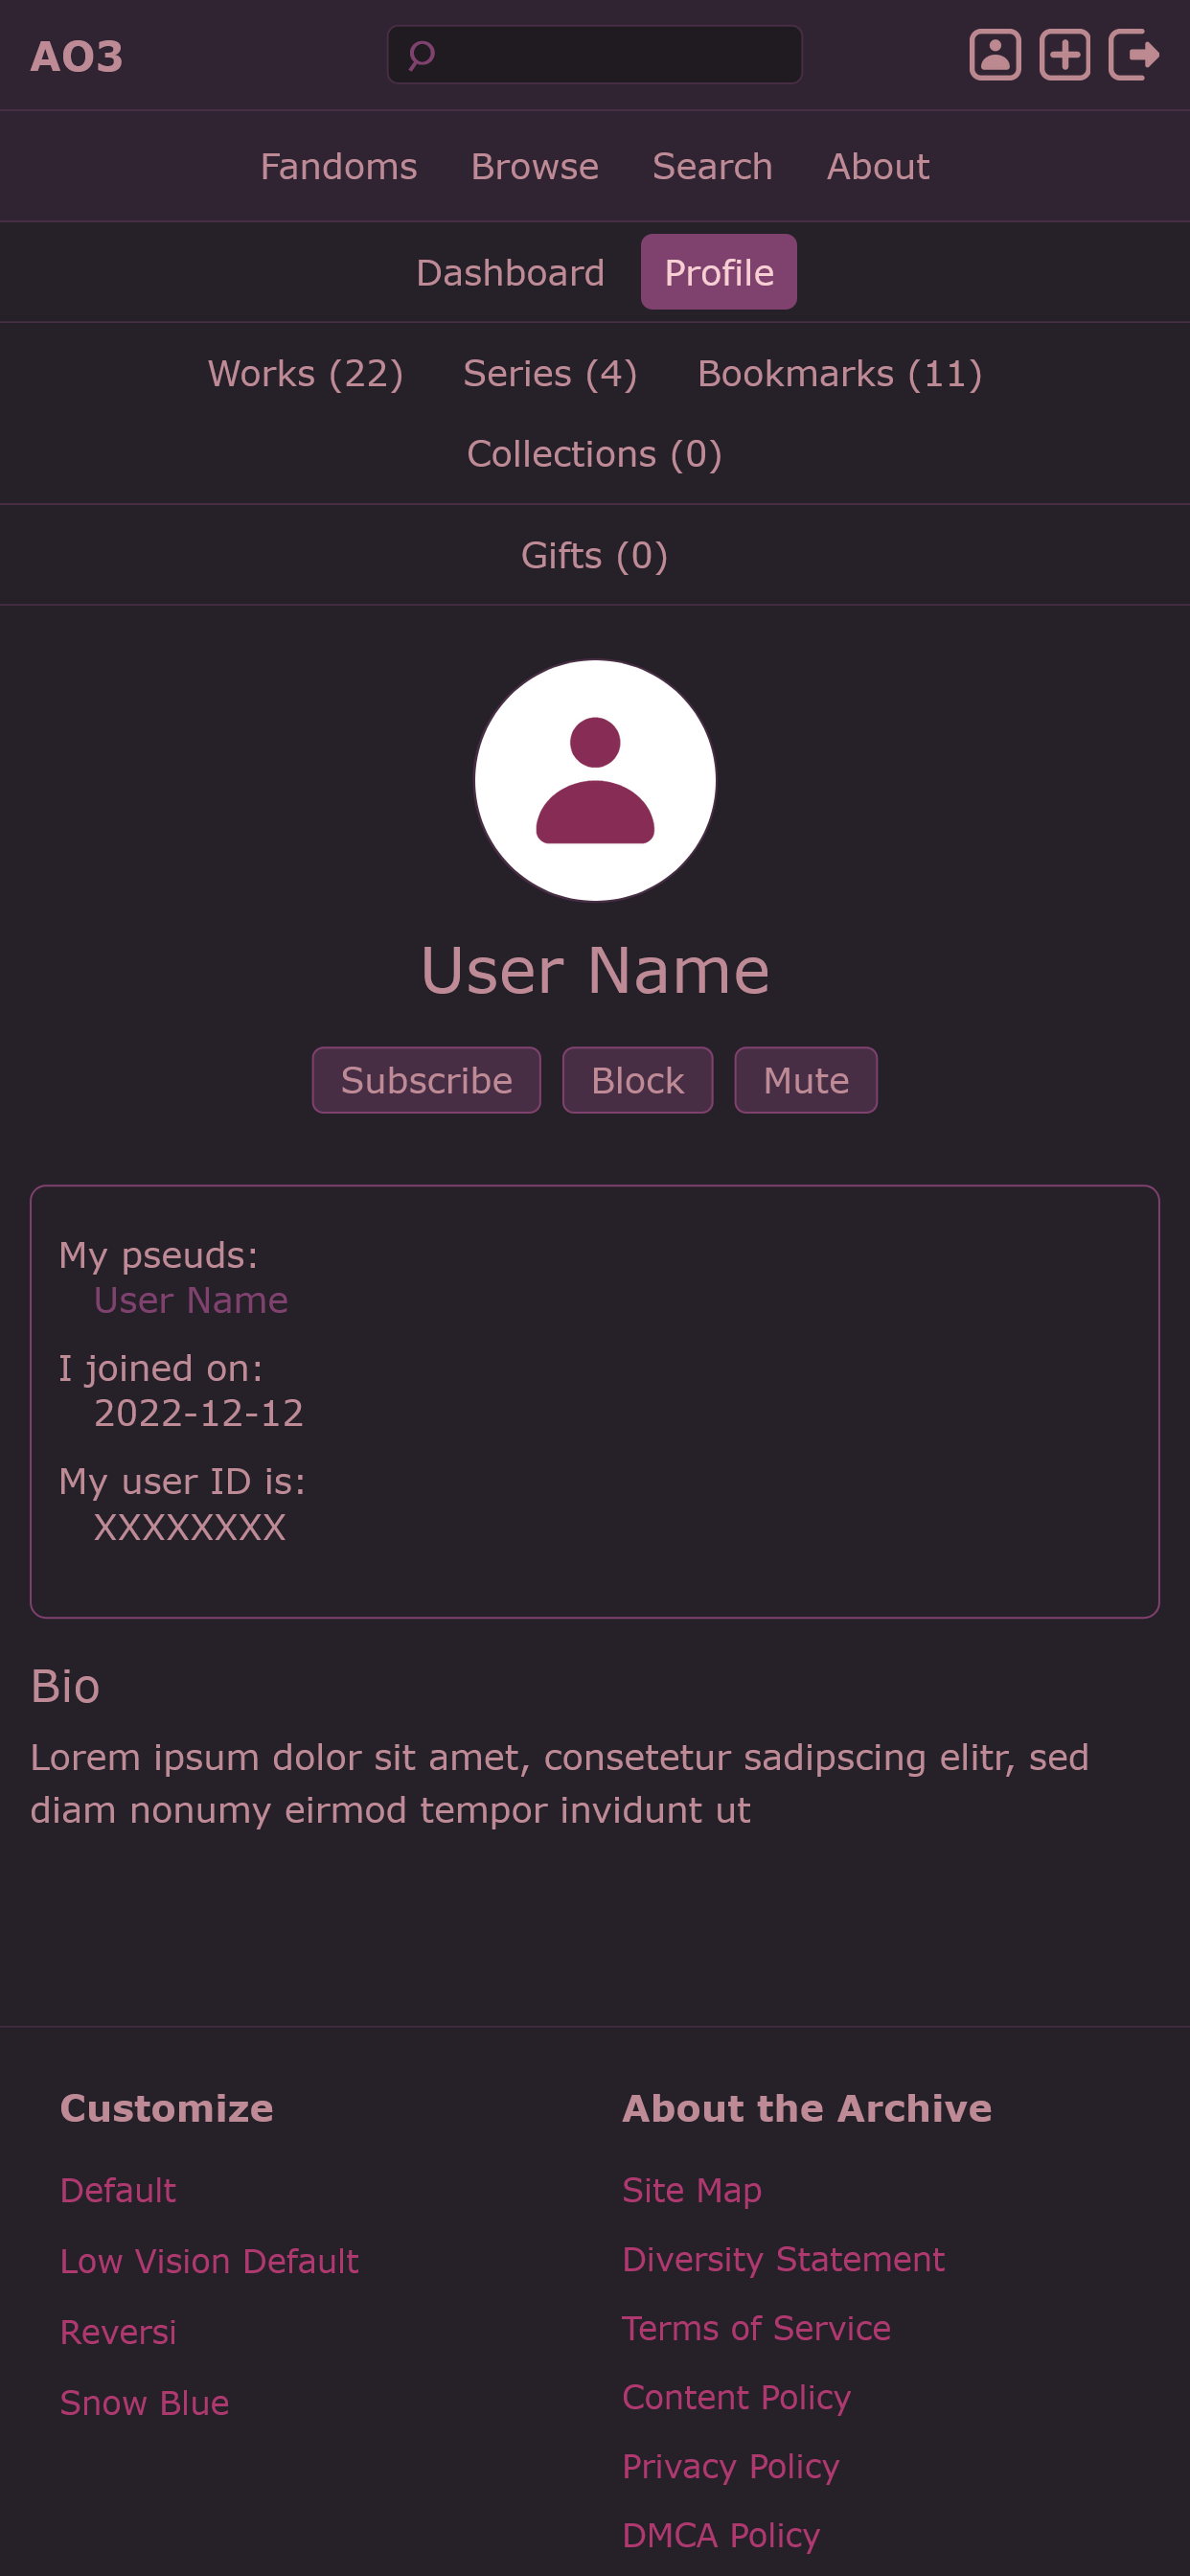 AO3
Fandoms Browse Search About
Dashboard Profile
Works (22) Series (4) Bookmarks (11)
Collections (0)
Gifts (0)
User Name
Subscribe Block Mute
My pseuds:
User Name
I joined on:
2022-12-12
My user ID is:
XXXXXXXX
Bio
Lorem ipsum dolor sit amet, consetetur sadipscing elitr, sed
diam nonumy eirmod tempor invidunt ut
Customize
Default
Low Vision Default
Reversi
Snow Blue
About the Archive
Site Map
Diversity Statement
Terms of Service
Content Policy
Privacy Policy
DMCA Policy